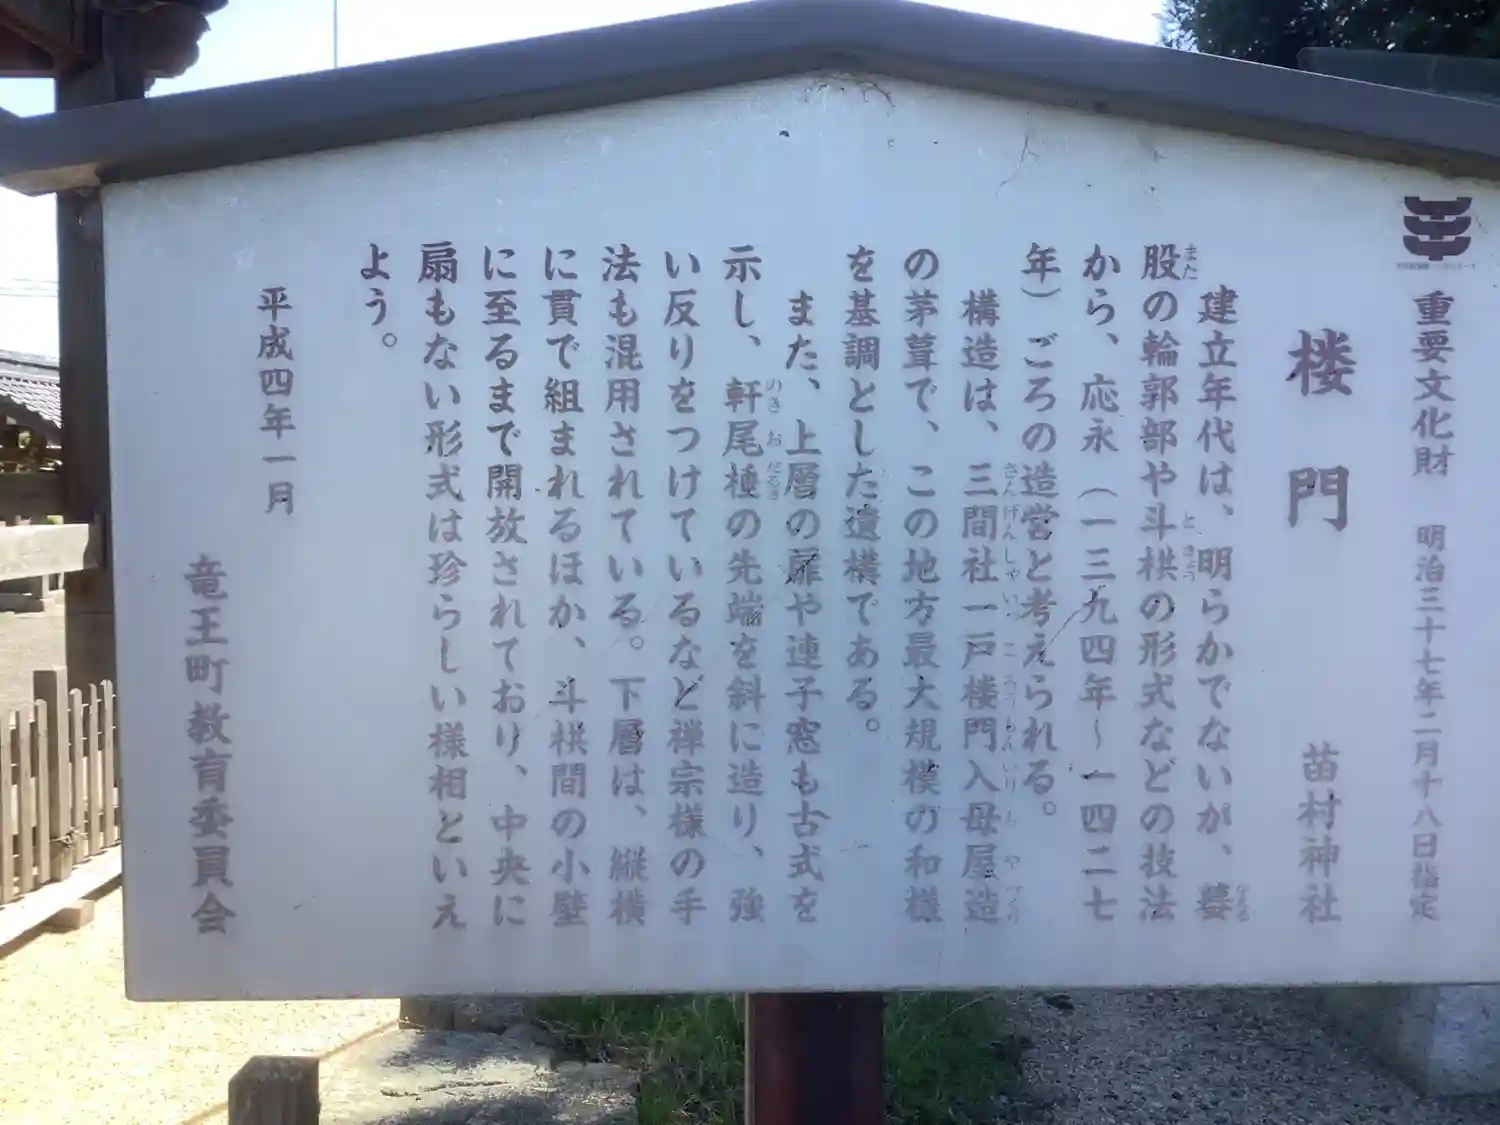 重要文化財 明治三十七年二月十八日指定
楼門 苗村神社
建立年代は、明らかでないが、蟇
股の輪郭部や斗栱の形式などの技法
から、応永（一三九四年～一四二七
年）ごろの造営と考えられる。
構造は、三間社一戸楼門入母屋造
の茅葺で、この地方最大規模の和様
を基調とした遺構である。
また、上層の扉や連子窓も古式を
示し、軒尾棰の先端を斜に造り、強
い反りをつけているなど禅宗様の手
法も混用されている。下層は、縦横
に貫で組まれるほか、斗栱間の小壁
に至るまで開放されており、中央に
扇もない形式は珍らしい様相といえ
よう。
平成四年一月
竜王町教育委員会